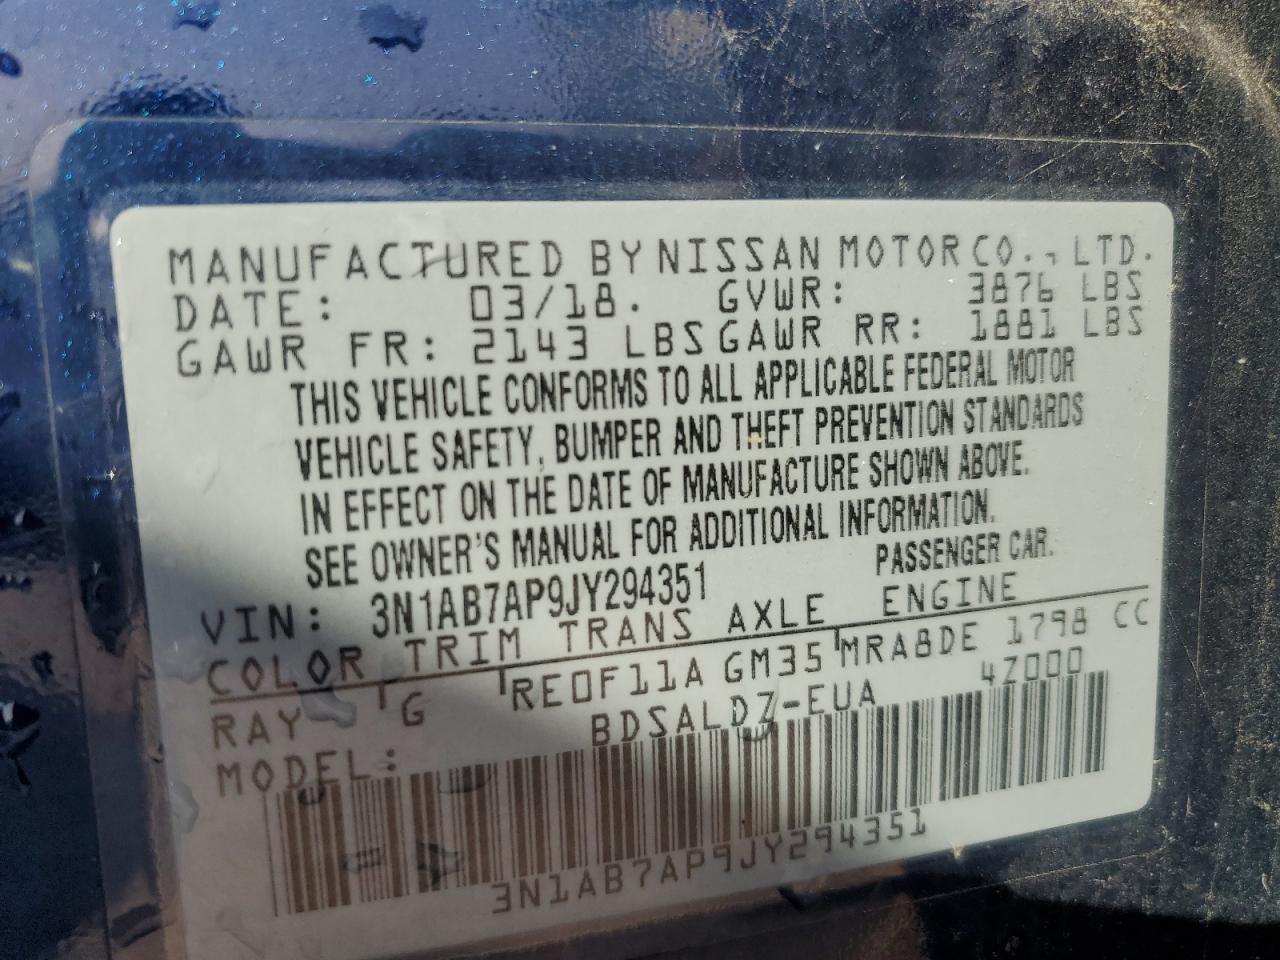 MANUFACTURED BY NISSAN MOTOR CO., LTD.
DATE: 03/18. GVWR: 3876 LBS
GAWR FR: 2143 LBS GAWR RR: 1881 LBS
THIS VEHICLE CONFORMS TO ALL APPLICABLE FEDERAL MOTOR
VEHICLE SAFETY, BUMPER AND THEFT PREVENTION STANDARDS
IN EFFECT ON THE DATE OF MANUFACTURE SHOWN ABOVE.
SEE OWNER'S MANUAL FOR ADDITIONAL INFORMATION.
VIN: 3N1AB7AP9JY294351 PASSENGER CAR.
COLOR TRIM TRANS AXLE ENGINE
RAY G RE0F11A GM35 MRA8DE 1798 CC
MODEL: BDSALDZ-EUA 4Z000
3N1AB7AP9JY294351